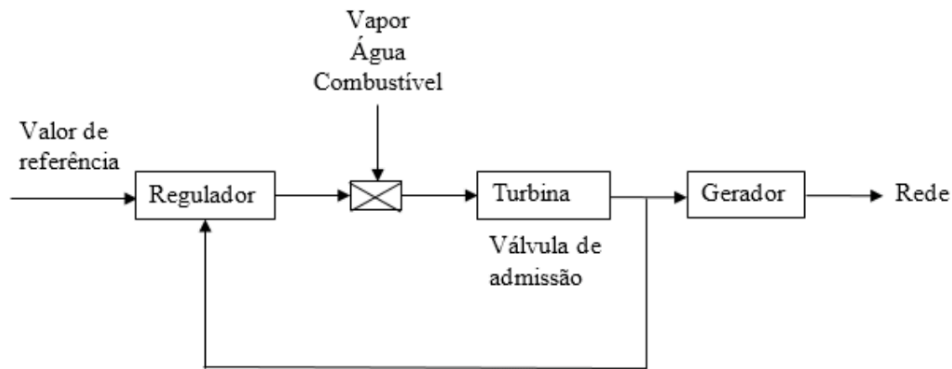 Vapor
Água
Combustível
Valor de
referência
Regulador
Turbina
Gerador
Rede
Válvula de
admissão